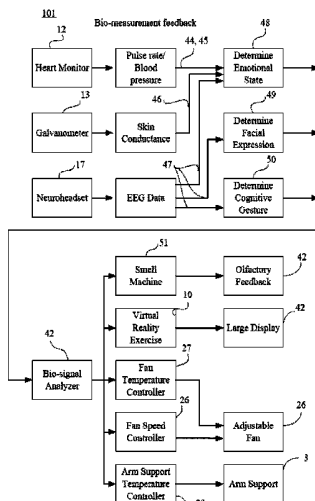 101
Bio-measurement feedback
12
44, 45
48
Heart Monitor
Pulse rate/
Blood
pressure
Determine
Emotional
State
13
46
49
Galvanometer
Skin
Conductance
Determine
Facial
Expression
17
47
50
Neuroheadset
EEG Data
Determine
Cognitive
Gesture
51
42
Smell
Machine
Olfactory
Feedback
10
42
Virtual
Reality
Exercise
Large Display
42
27
Bio-signal
Analyzer
Fan
Temperature
Controller
26
26
Fan Speed
Controller
Adjustable
Fan
3
Arm Support
Temperature
Controller
Arm Support